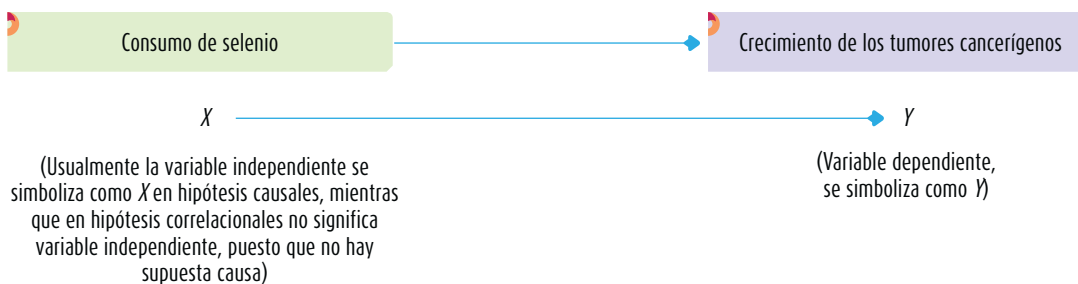 Consumo de selenio
Crecimiento de los tumores cancerígenos
X
Y
(Usualmente la variable independiente se
simboliza como X en hipótesis causales, mientras
que en hipótesis correlacionales no significa
variable independiente, puesto que no hay
supuesta causa)
(Variable dependiente,
se simboliza como Y)